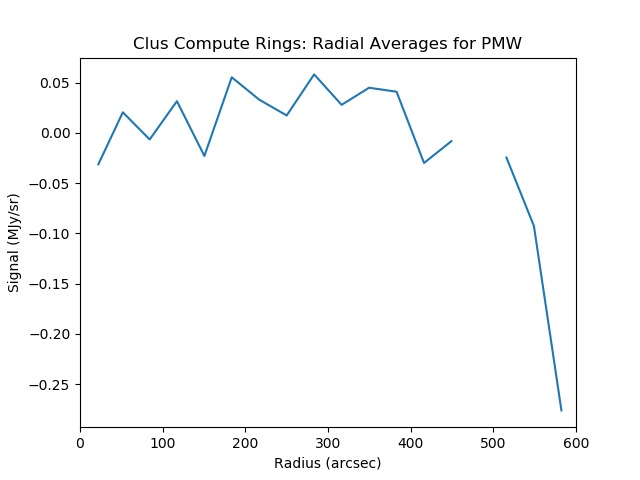 Clus Compute Rings: Radial Averages for PMW
Signal (MJy/sr)
0.05
0.00
−0.05
−0.10
−0.15
−0.20
−0.25
0 100 200 300 400 500 600
Radius (arcsec)